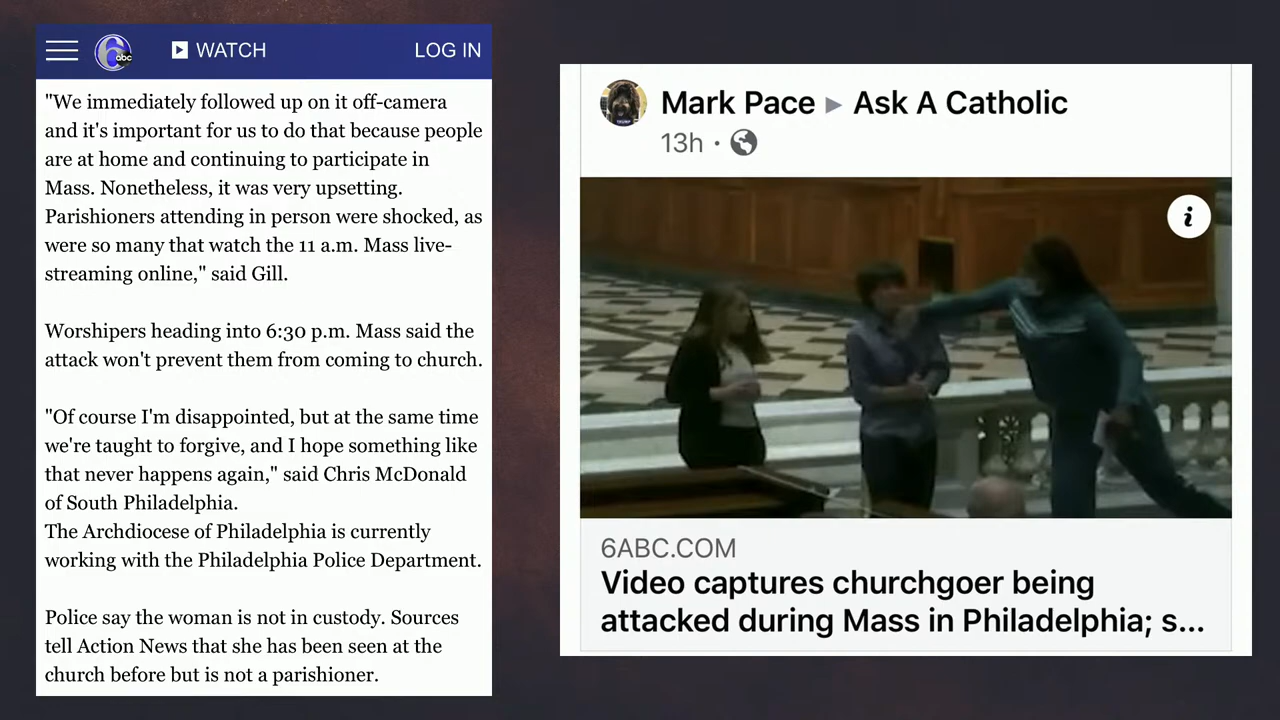 6abc
WATCH
LOG IN
"We immediately followed up on it off-camera
and it's important for us to do that because people
are at home and continuing to participate in
Mass. Nonetheless, it was very upsetting.
Parishioners attending in person were shocked, as
were so many that watch the 11 a.m. Mass live-
streaming online," said Gill.
Worshipers heading into 6:30 p.m. Mass said the
attack won't prevent them from coming to church.
"Of course I'm disappointed, but at the same time
we're taught to forgive, and I hope something like
that never happens again," said Chris McDonald
of South Philadelphia.
The Archdiocese of Philadelphia is currently
working with the Philadelphia Police Department.
Police say the woman is not in custody. Sources
tell Action News that she has been seen at the
church before but is not a parishioner.
Mark Pace ▸ Ask A Catholic
13h ·
i
6ABC.COM
Video captures churchgoer being
attacked during Mass in Philadelphia; s...